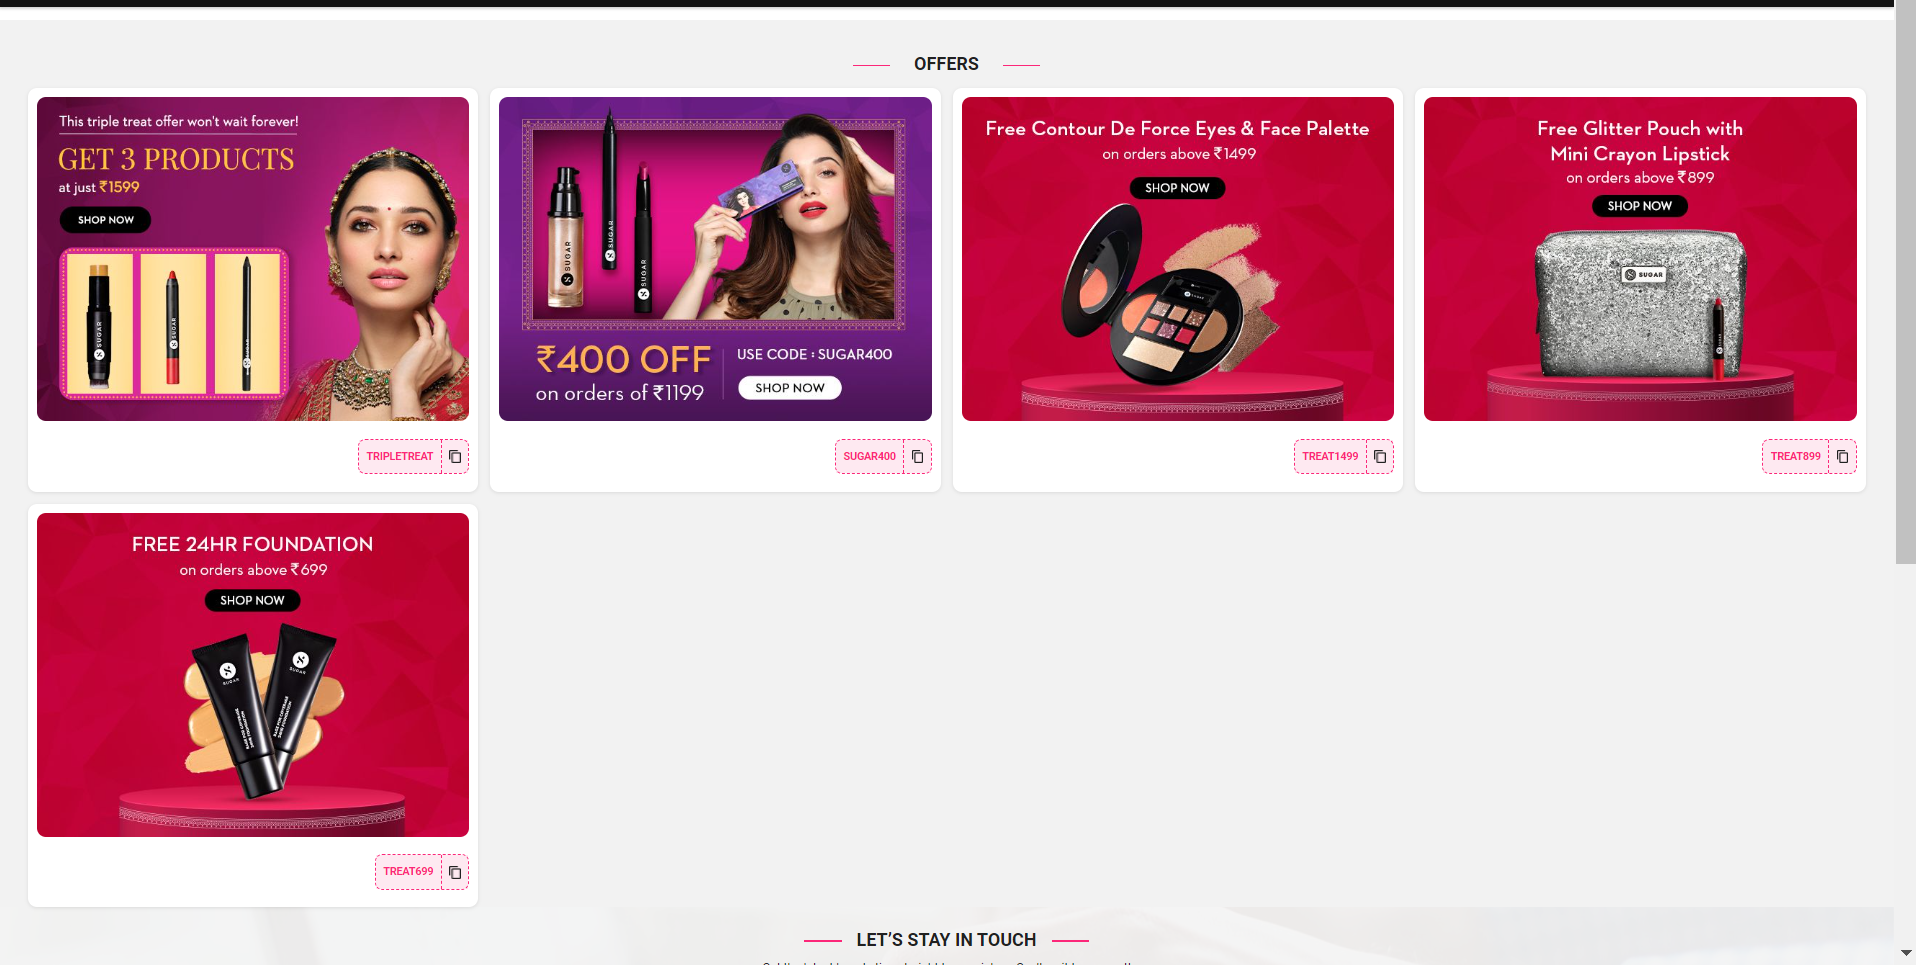 OFFERS
This triple treat offer won't wait forever!
GET 3 PRODUCTS
at just ₹1599
SHOP NOW
SUGAR
SUGAR
SUGAR
TRIPLETREAT
SUGAR
SUGAR
SUGAR
₹400 OFF
on orders of ₹1199
USE CODE : SUGAR400
SHOP NOW
SUGAR400
Free Contour De Force Eyes & Face Palette
on orders above ₹1499
SHOP NOW
TREAT1499
Free Glitter Pouch with
Mini Crayon Lipstick
on orders above ₹899
SHOP NOW
SUGAR
TREAT899
FREE 24HR FOUNDATION
on orders above ₹699
SHOP NOW
SUGAR
SUGAR
TREAT699
LET’S STAY IN TOUCH